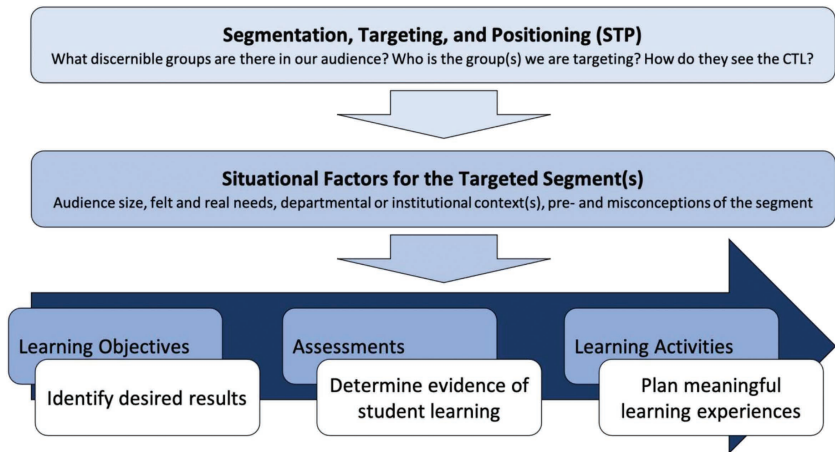 Segmentation, Targeting, and Positioning (STP)
What discernible groups are there in our audience? Who is the group(s) we are targeting? How do they see the CTL?
Situational Factors for the Targeted Segment(s)
Audience size, felt and real needs, departmental or institutional context(s), pre- and misconceptions of the segment
Learning Objectives
Identify desired results
Assessments
Determine evidence of
student learning
Learning Activities
Plan meaningful
learning experiences